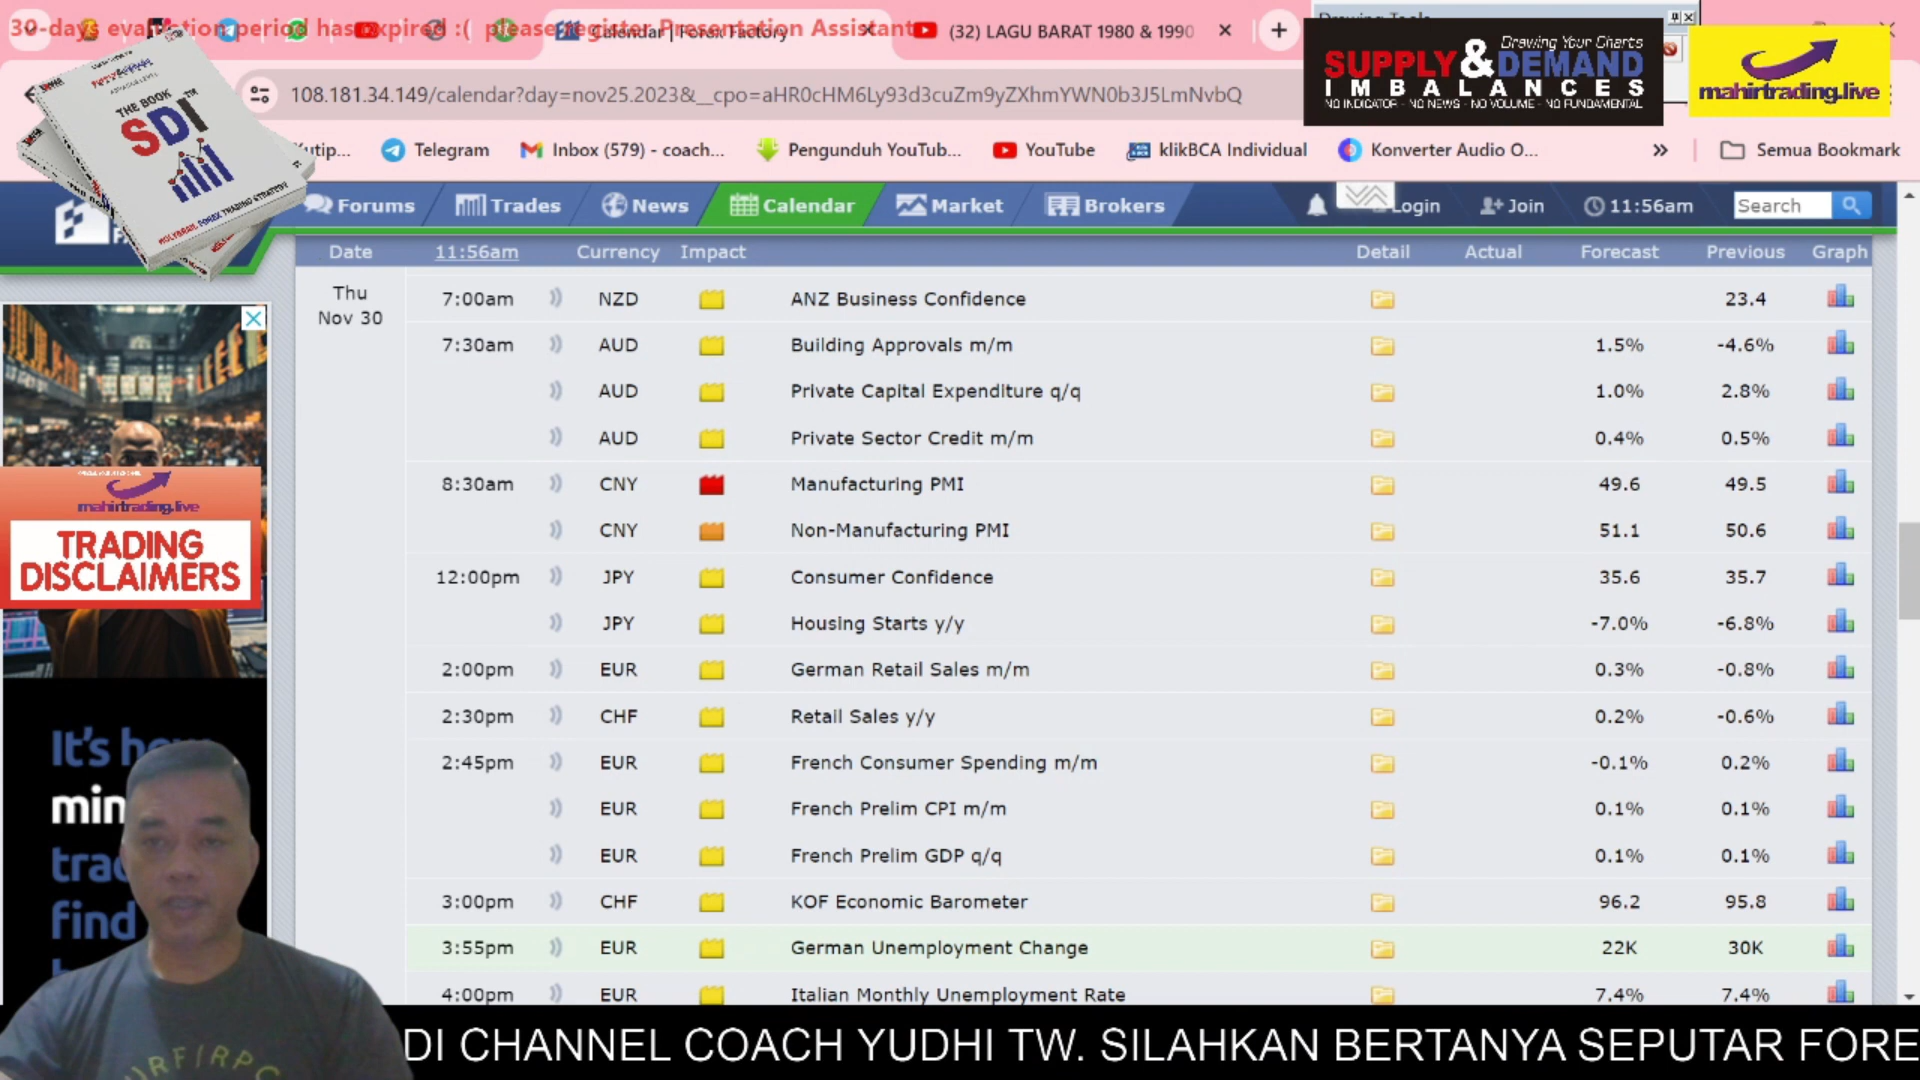 30-days evaluation period has expired :( please register Presentation Assistant
Calendar | Forex Factory
(32) LAGU BARAT 1980 & 1990
108.181.34.149/calendar?day=nov25.2023&__cpo=aHR0cHM6Ly93d3cuZm9yZXhmYWN0b3J5LmNvbQ
Drawing Your Charts
SUPPLY & DEMAND
IMBALANCES
NO INDICATOR - NO NEWS - NO VOLUME - NO FUNDAMENTAL
mahirtrading.live
THE BOOK ™
SDI
HOLYGRAIL FOREX TRADING STRATEGY
Telegram
Inbox (579) - coach...
Pengunduh YouTub...
YouTube
klikBCA Individual
Konverter Audio O...
Semua Bookmark
Forums Trades News Calendar Market Brokers Login Join 11:56am Search
Date 11:56am Currency Impact Detail Actual Forecast Previous Graph
Thu
Nov 30
7:00am NZD ANZ Business Confidence 23.4
7:30am AUD Building Approvals m/m 1.5% -4.6%
AUD Private Capital Expenditure q/q 1.0% 2.8%
AUD Private Sector Credit m/m 0.4% 0.5%
8:30am CNY Manufacturing PMI 49.6 49.5
CNY Non-Manufacturing PMI 51.1 50.6
12:00pm JPY Consumer Confidence 35.6 35.7
JPY Housing Starts y/y -7.0% -6.8%
2:00pm EUR German Retail Sales m/m 0.3% -0.8%
2:30pm CHF Retail Sales y/y 0.2% -0.6%
2:45pm EUR French Consumer Spending m/m -0.1% 0.2%
EUR French Prelim CPI m/m 0.1% 0.1%
EUR French Prelim GDP q/q 0.1% 0.1%
3:00pm CHF KOF Economic Barometer 96.2 95.8
3:55pm EUR German Unemployment Change 22K 30K
4:00pm EUR Italian Monthly Unemployment Rate 7.4% 7.4%
mahirtrading.live
TRADING
DISCLAIMERS
It's
find
DI CHANNEL COACH YUDHI TW. SILAHKAN BERTANYA SEPUTAR FORE